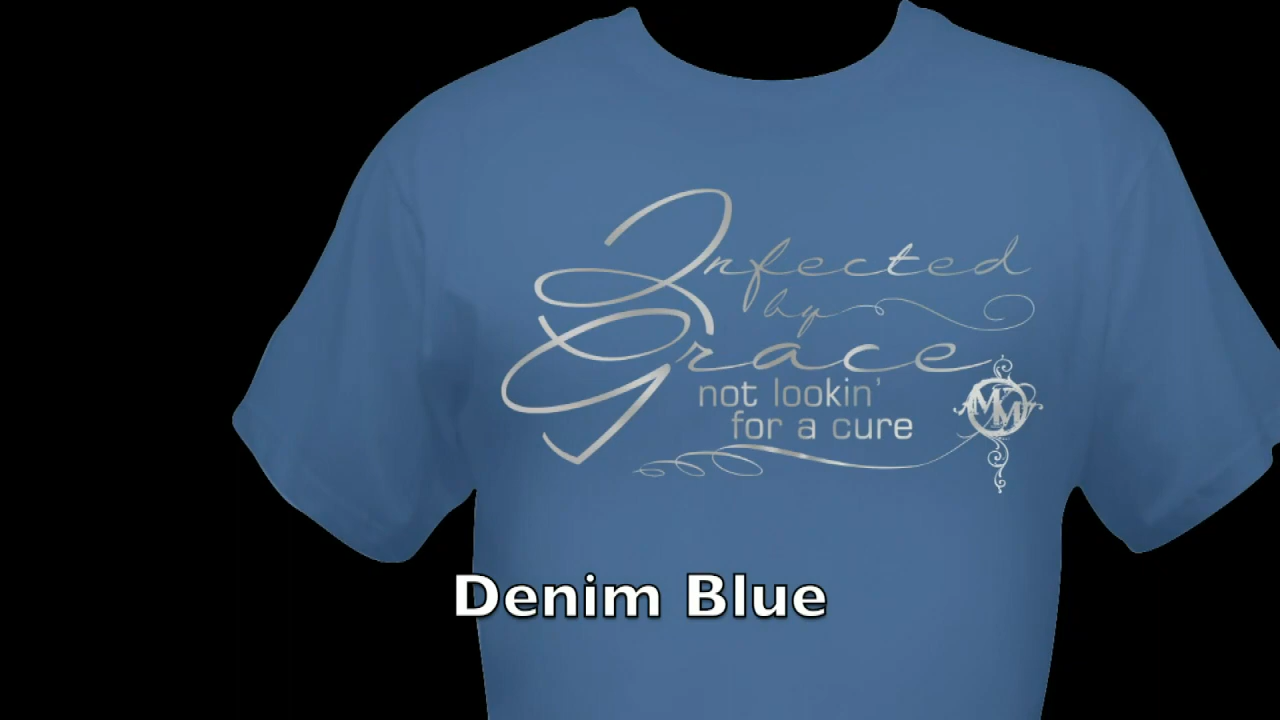 Infected
by
Grace
not lookin'
for a cure
Denim Blue